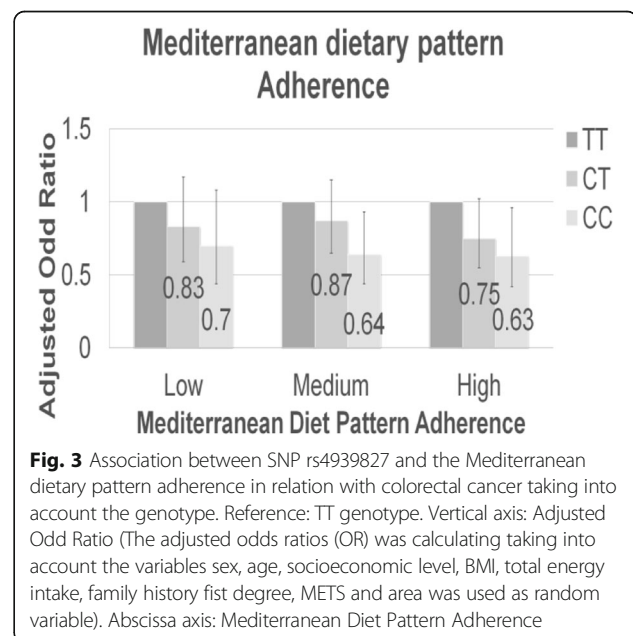 Mediterranean dietary pattern
Adherence
Adjusted Odd Ratio
1.5
1
0.5
0
0.83
0.7
0.87
0.64
0.75
0.63
TT
CT
CC
Low
Medium
High
Mediterranean Diet Pattern Adherence
Fig. 3 Association between SNP rs4939827 and the Mediterranean
dietary pattern adherence in relation with colorectal cancer taking into
account the genotype. Reference: TT genotype. Vertical axis: Adjusted
Odd Ratio (The adjusted odds ratios (OR) was calculating taking into
account the variables sex, age, socioeconomic level, BMI, total energy
intake, family history fist degree, METS and area was used as random
variable). Abscissa axis: Mediterranean Diet Pattern Adherence